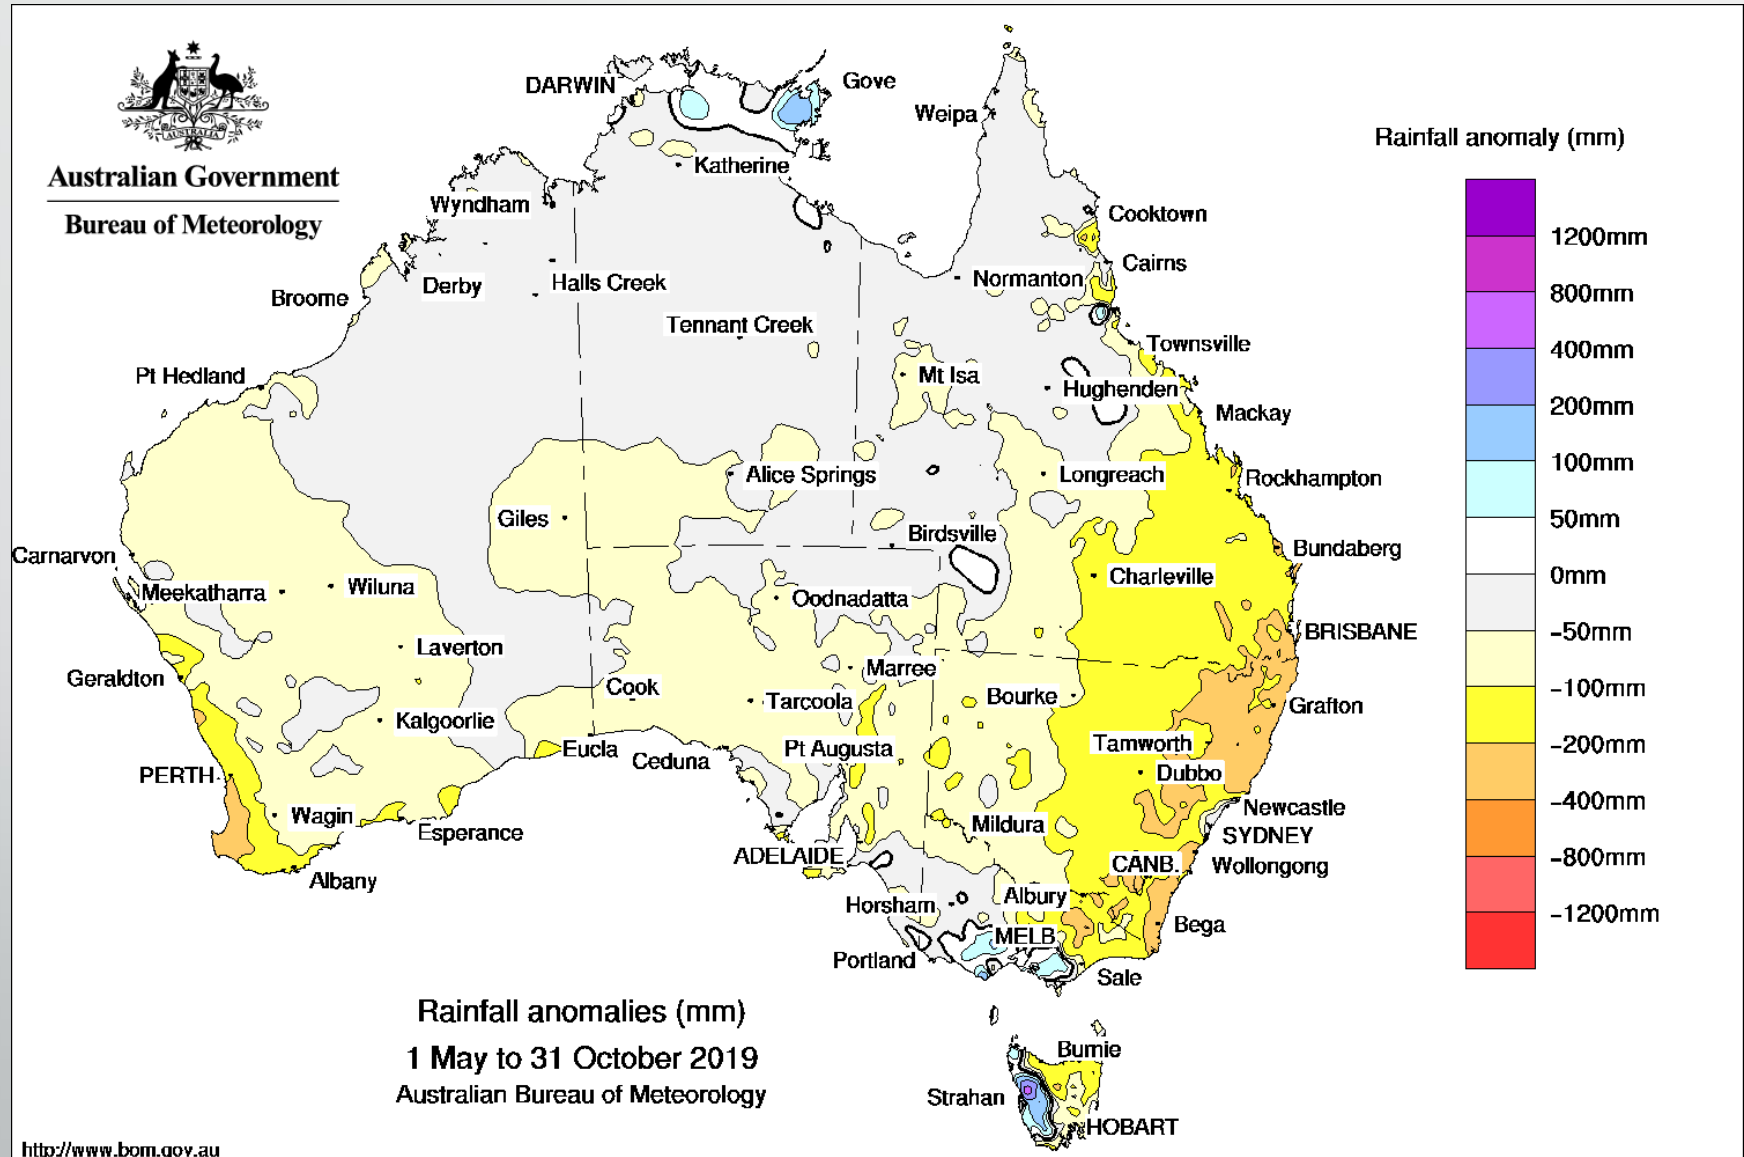 AUSTRALIA
Australian Government
Bureau of Meteorology
DARWIN
Gove
Weipa
Katherine
Wyndham
Cooktown
Cairns
Derby
Halls Creek
Normanton
Broome
Tennant Creek
Townsville
Pt Hedland
Mt Isa
Hughenden
Mackay
Alice Springs
Longreach
Rockhampton
Giles
Birdsville
Carnarvon
Bundaberg
Meekatharra
Wiluna
Charleville
Oodnadatta
BRISBANE
Laverton
Geraldton
Marree
Cook
Tarcoola
Bourke
Grafton
Kalgoorlie
Eucla
Ceduna
Pt Augusta
Tamworth
PERTH
Dubbo
Wagin
Newcastle
Esperance
Mildura
SYDNEY
ADELAIDE
CANB.
Wollongong
Albany
Horsham
Albury
Bega
Portland
MELB
Sale
Burnie
Strahan
HOBART
Rainfall anomaly (mm)
1200mm
800mm
400mm
200mm
100mm
50mm
0mm
-50mm
-100mm
-200mm
-400mm
-800mm
-1200mm
Rainfall anomalies (mm)
1 May to 31 October 2019
Australian Bureau of Meteorology
http://www.bom.gov.au